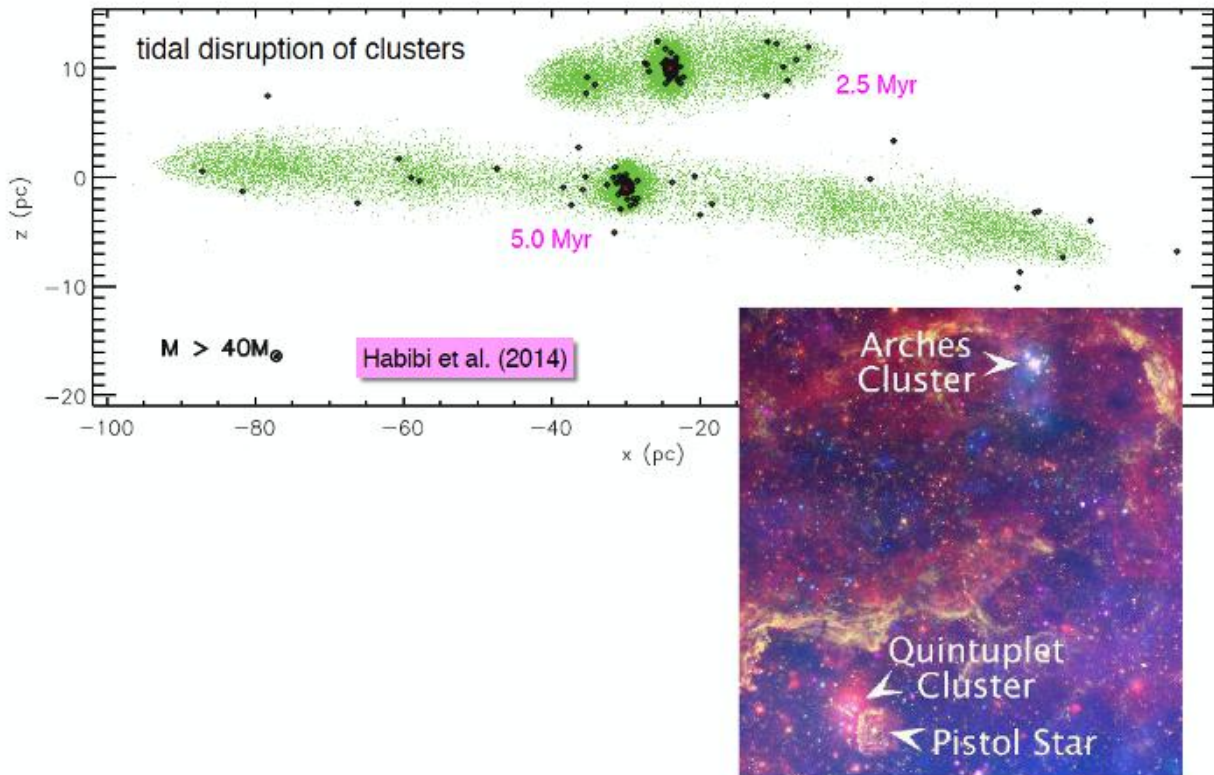 tidal disruption of clusters
2.5 Myr
5.0 Myr
10
0
−10
−20
z (pc)
M > 40M⊙
Habibi et al. (2014)
−100
−80
−60
−40
−20
x (pc)
Arches
Cluster
Quintuplet
Cluster
Pistol Star